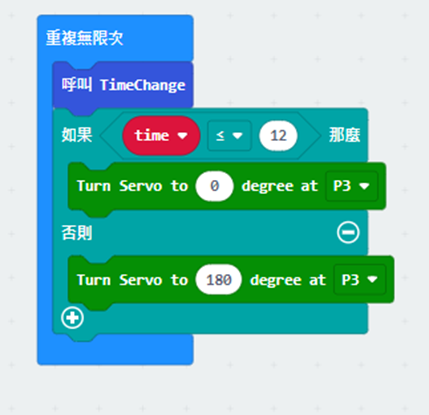 重複無限次
呼叫 TimeChange
如果 time ≤ 12 那麼
Turn Servo to 0 degree at P3
否則
Turn Servo to 180 degree at P3